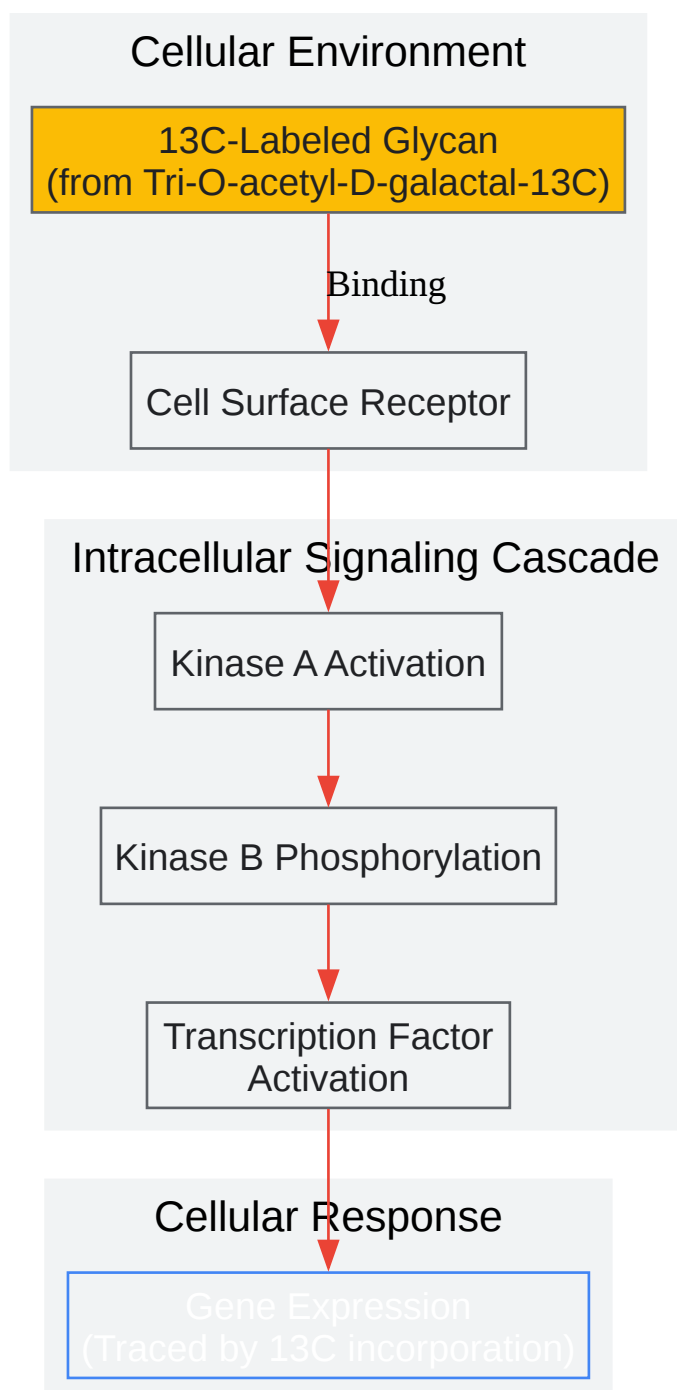 Cellular Environment
13C-Labeled Glycan
(from Tri-O-acetyl-D-galactal-13C)
Binding
Cell Surface Receptor
Intracellular Signaling Cascade
Kinase A Activation
Kinase B Phosphorylation
Transcription Factor
Activation
Cellular Response
Gene Expression
(Traced by 13C incorporation)